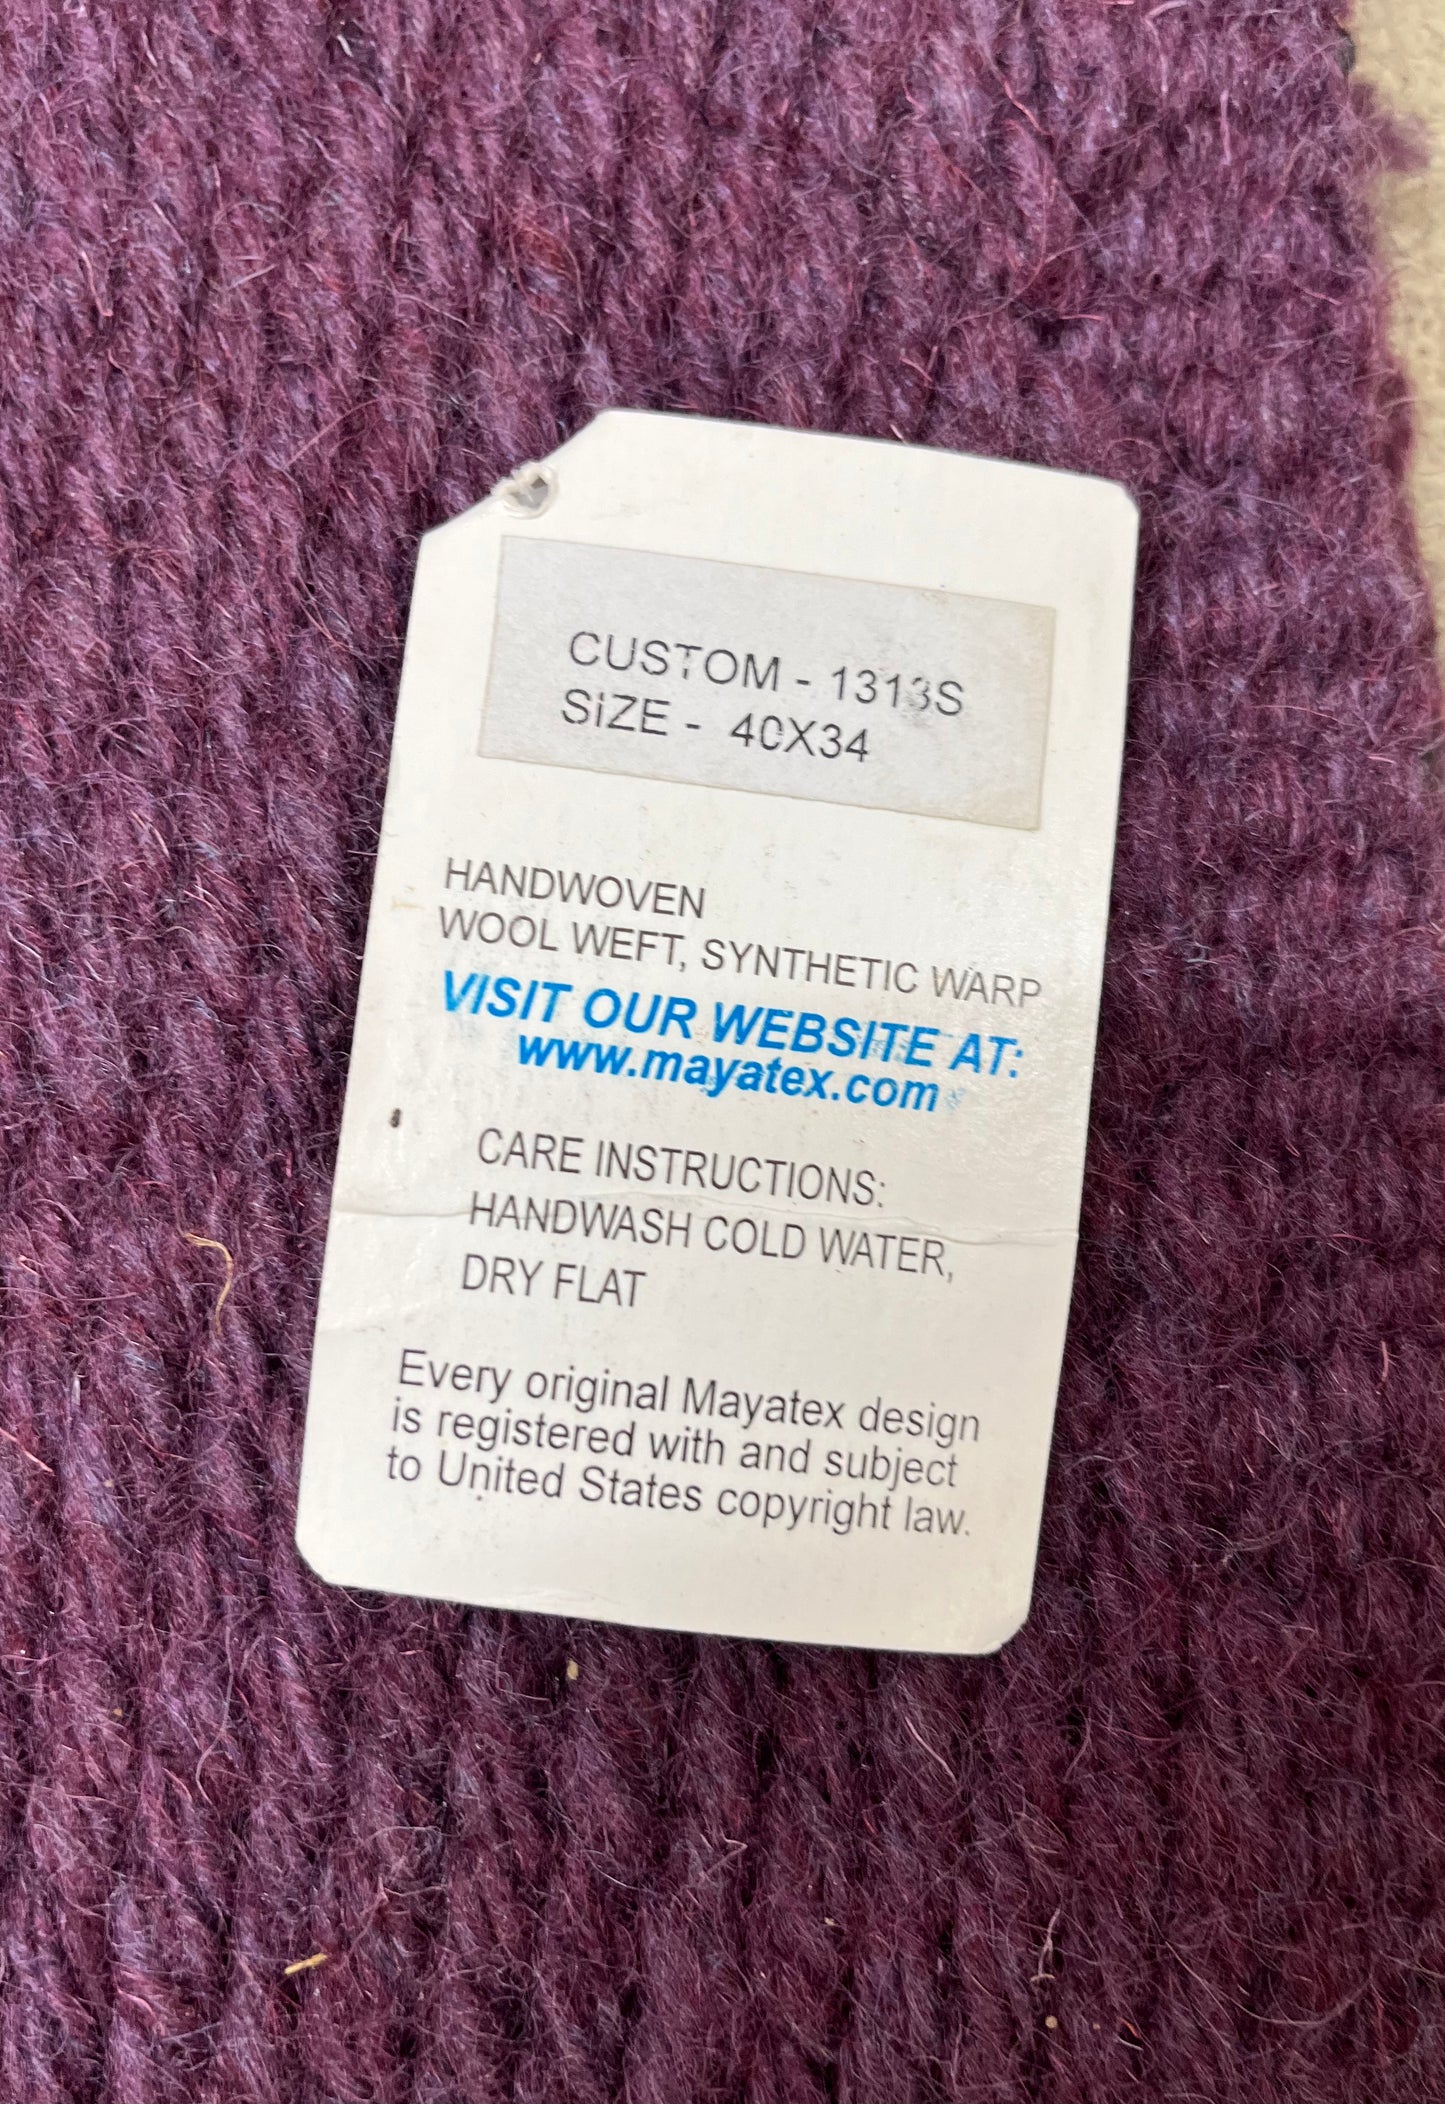 CUSTOM - 1313S
SIZE - 40X34
HANDWOVEN
WOOL WEFT, SYNTHETIC WARP
VISIT OUR WEBSITE AT:
www.mayatex.com
CARE INSTRUCTIONS:
HANDWASH COLD WATER,
DRY FLAT
Every original Mayatex design
is registered with and subject
to United States copyright law.